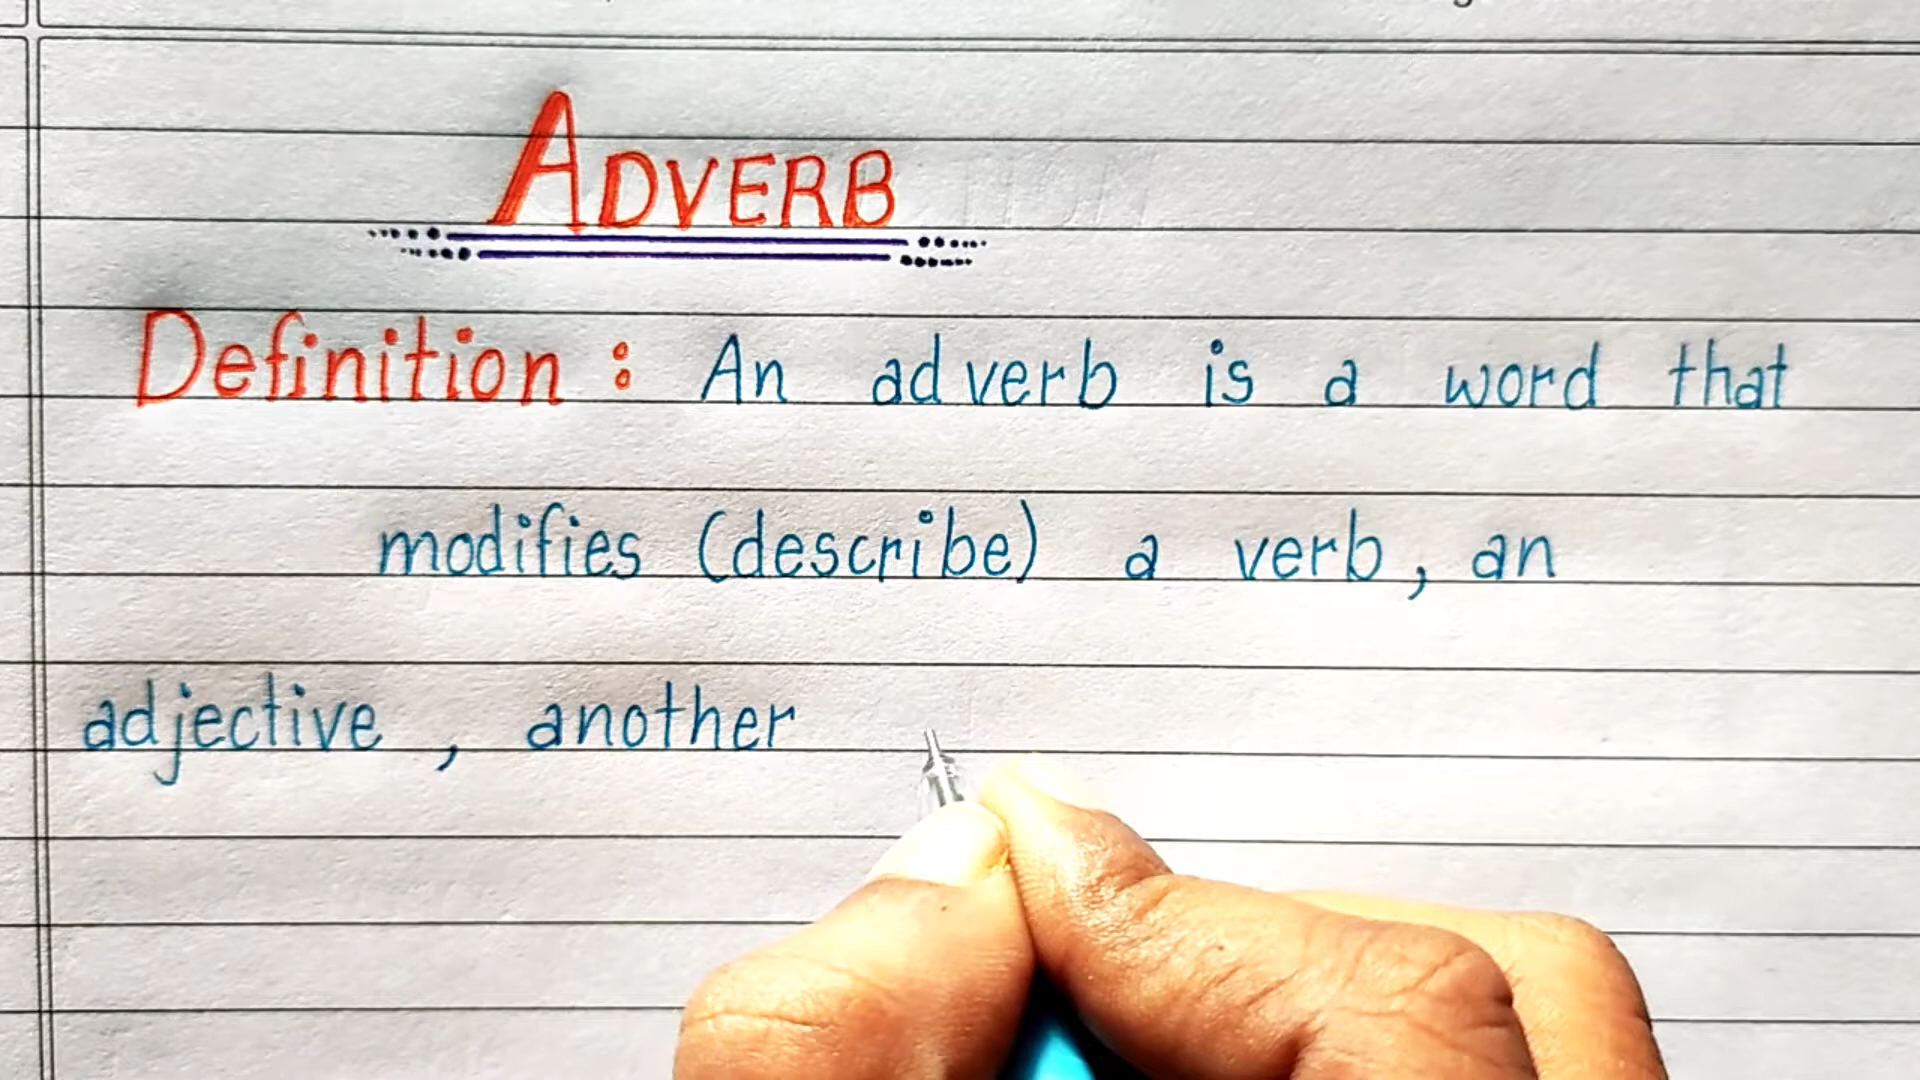 ADVERB
Definition : An adverb is a word that
modifies (describe) a verb, an
adjective, another